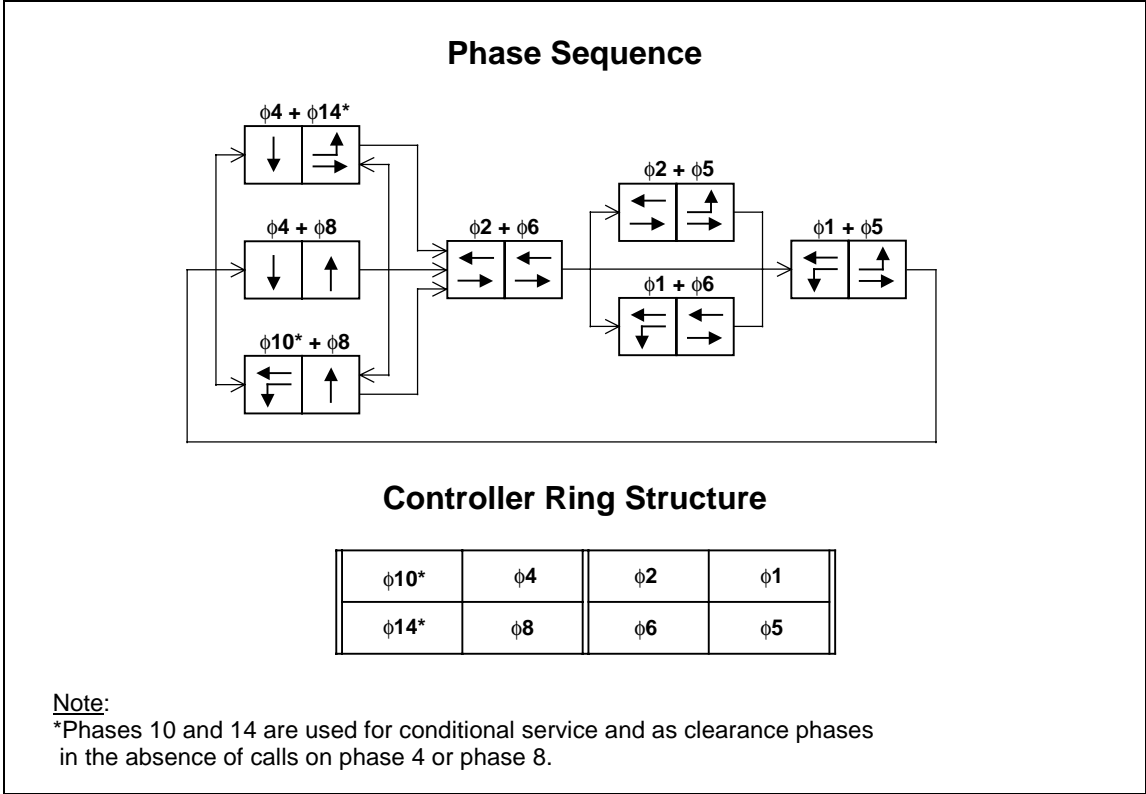 Phase Sequence
ϕ4 + ϕ14*
ϕ2 + ϕ5
ϕ4 + ϕ8
ϕ2 + ϕ6
ϕ1 + ϕ5
ϕ1 + ϕ6
ϕ10* + ϕ8
Controller Ring Structure
ϕ10* ϕ4 ϕ2 ϕ1
ϕ14* ϕ8 ϕ6 ϕ5
Note:
*Phases 10 and 14 are used for conditional service and as clearance phases
in the absence of calls on phase 4 or phase 8.